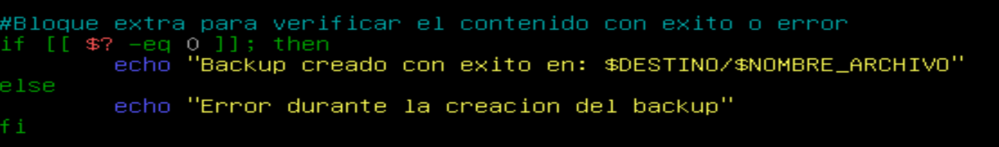 #Bloque extra para verificar el contenido con exito o error
if [[ $? -eq 0 ]]; then
        echo "Backup creado con exito en: $DESTINO/$NOMBRE_ARCHIVO"
else
        echo "Error durante la creacion del backup"
fi